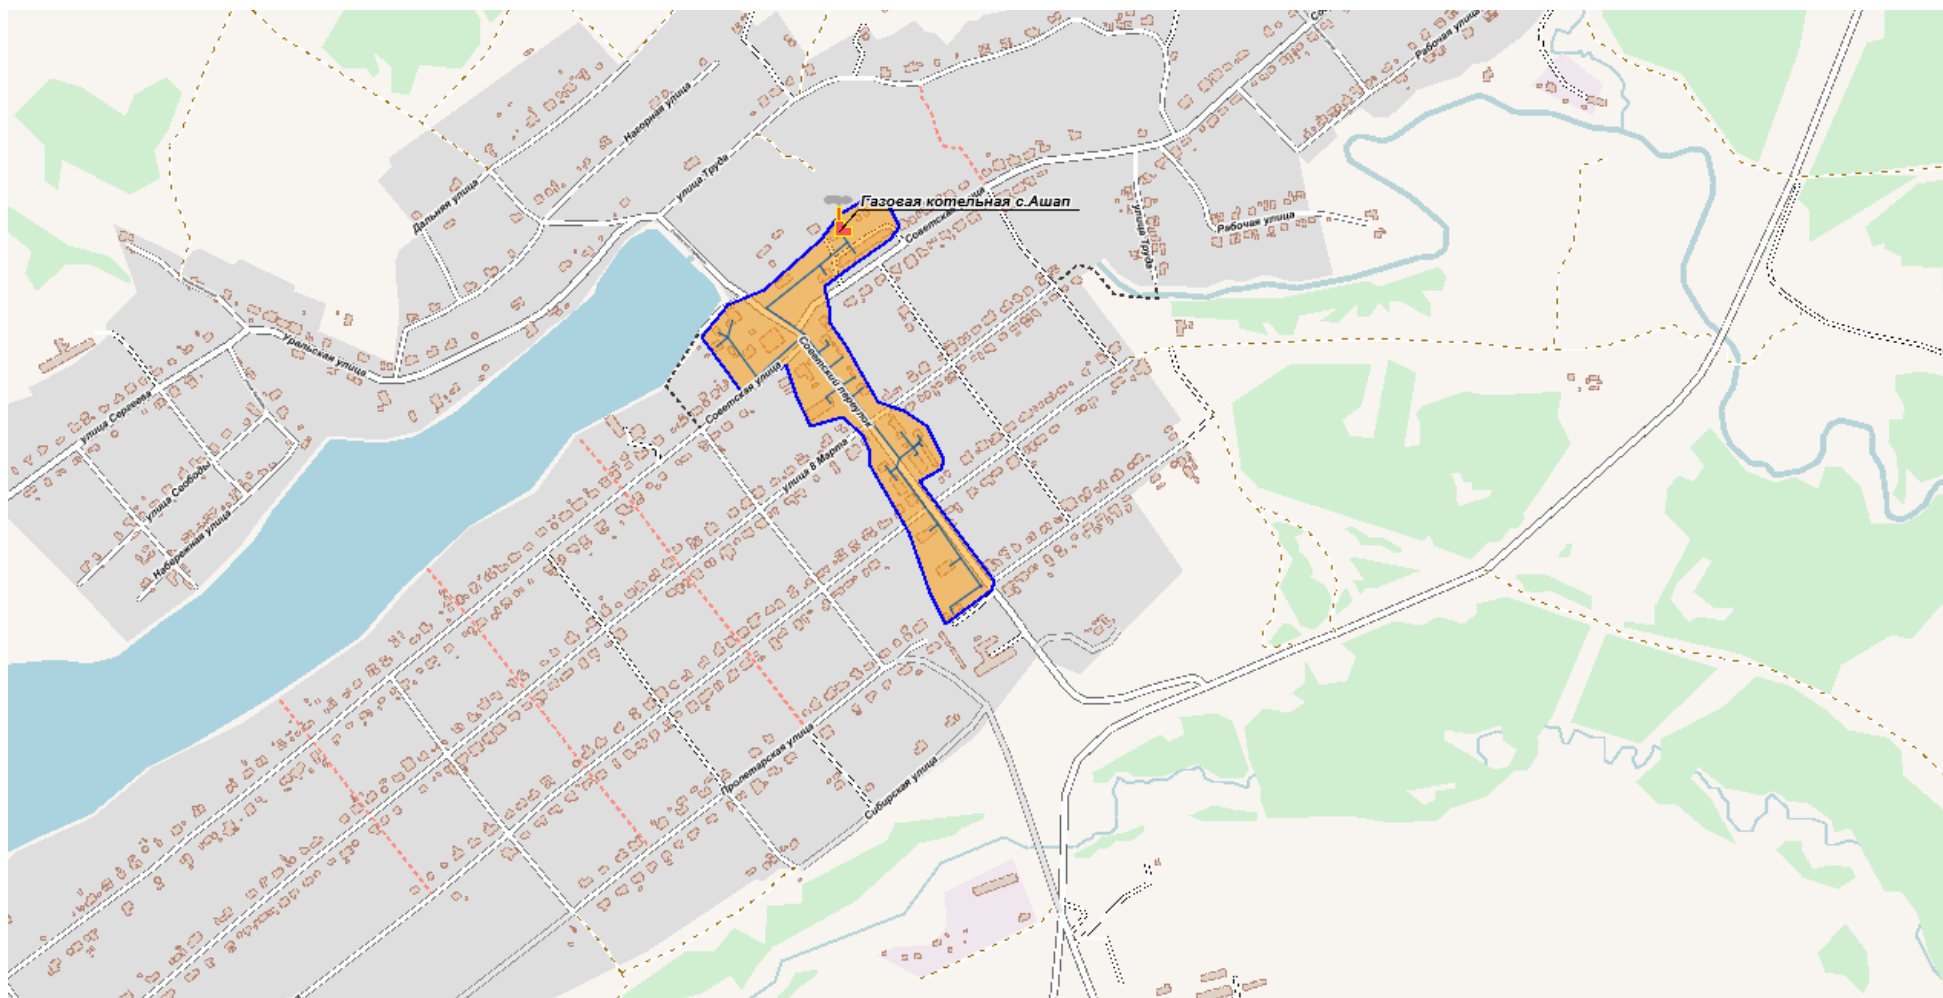 Со
Рабочая улица
Нагорная улица
улица Труда
Дальняя улица
Газовая котельная с.Ашап
Советская улица
улица Труда
Рабочая улица
Уральская улица
Советский переулок
Советская улица
улица Сергеева
улица 8 Марта
улица Свободы
Набережная улица
Пролетарская улица
Сибирская улица